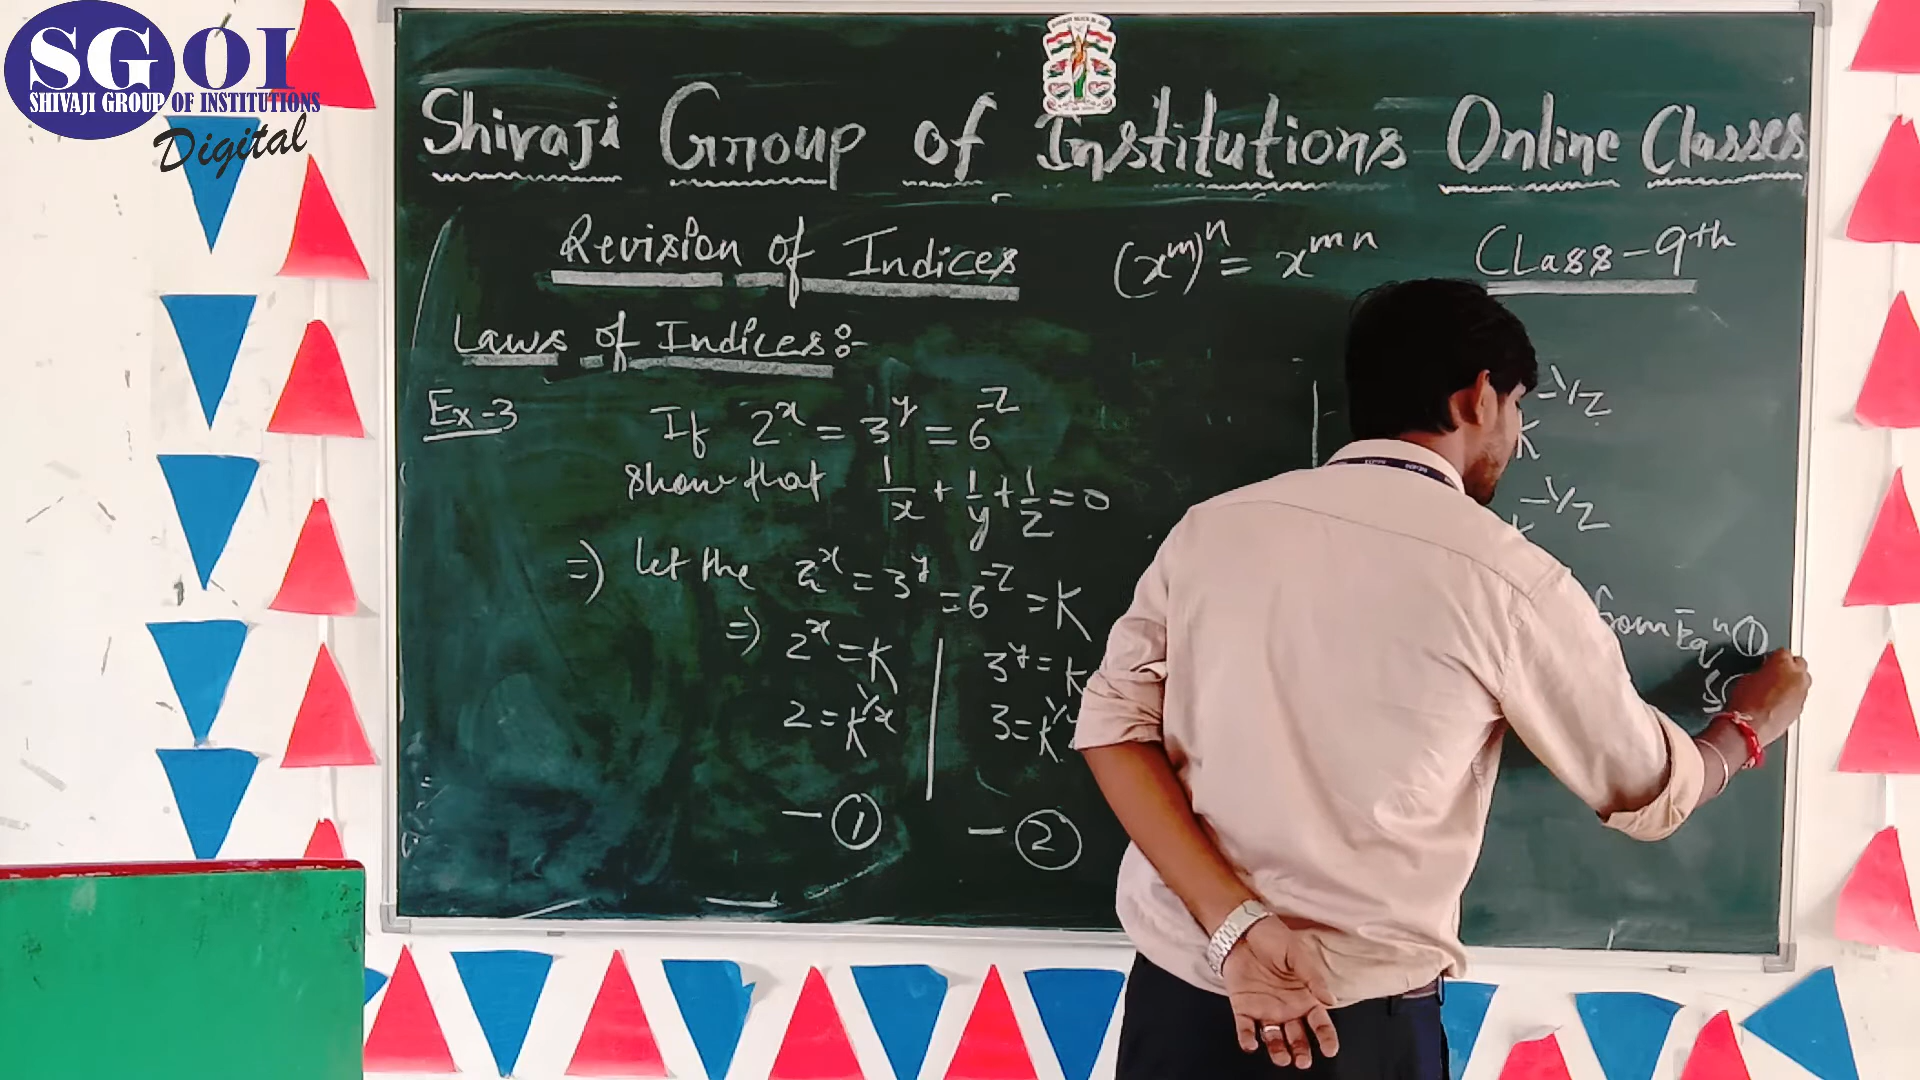 SGOI
SHIVAJI GROUP OF INSTITUTIONS
Digital
Shivaji Group of Institutions Online Classes
Revision of Indices (x^m)^n = x^mn Class-9th
Laws of Indices:-
Ex-3 If 2^x = 3^y = 6^-z
show that 1/x + 1/y + 1/z = 0
=) let the 2^x = 3^y = 6^-z = K
=) 2^x = K 3^y = K
2 = K^1/x 3 = K
- ① - ②
K^-1/z
-1/z
from Eqn ①